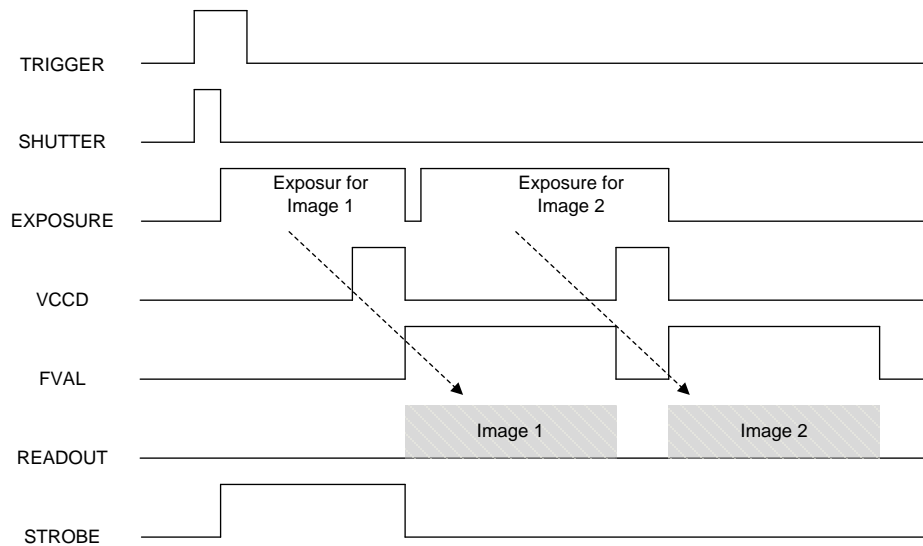 TRIGGER
SHUTTER
Exposur for
Image 1
Exposure for
Image 2
EXPOSURE
VCCD
FVAL
Image 1
Image 2
READOUT
STROBE